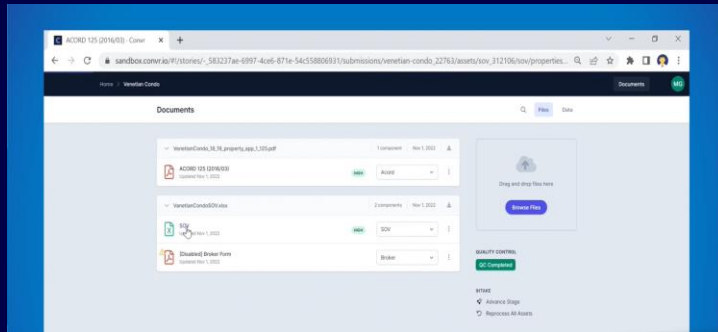 ACORD 125 (2016/03) - Convr
sandbox.convr.io/#!/stories/-_583237ae-6997-4ce6-871e-54c558806931/submissions/venetian-condo_22763/assets/sov_312106/sov/properties...
Home / Venetian Condo
Documents
MG
Documents
Files
Data
VenetianCondo_IX_19_property_app_1_125.pdf
1 component
Nov 1, 2022
ACORD 125 (2016/03)
Updated Nov 1, 2022
Acord
VenetianCondoSOV.xlsx
2 components
Nov 1, 2022
SOV
Updated Nov 1, 2022
SOV
[Disabled] Broker Form
Updated Nov 1, 2022
Broker
Drag and drop files here
Browse Files
QUALITY CONTROL
QC Completed
INTAKE
Advance Stage
Reprocess All Assets